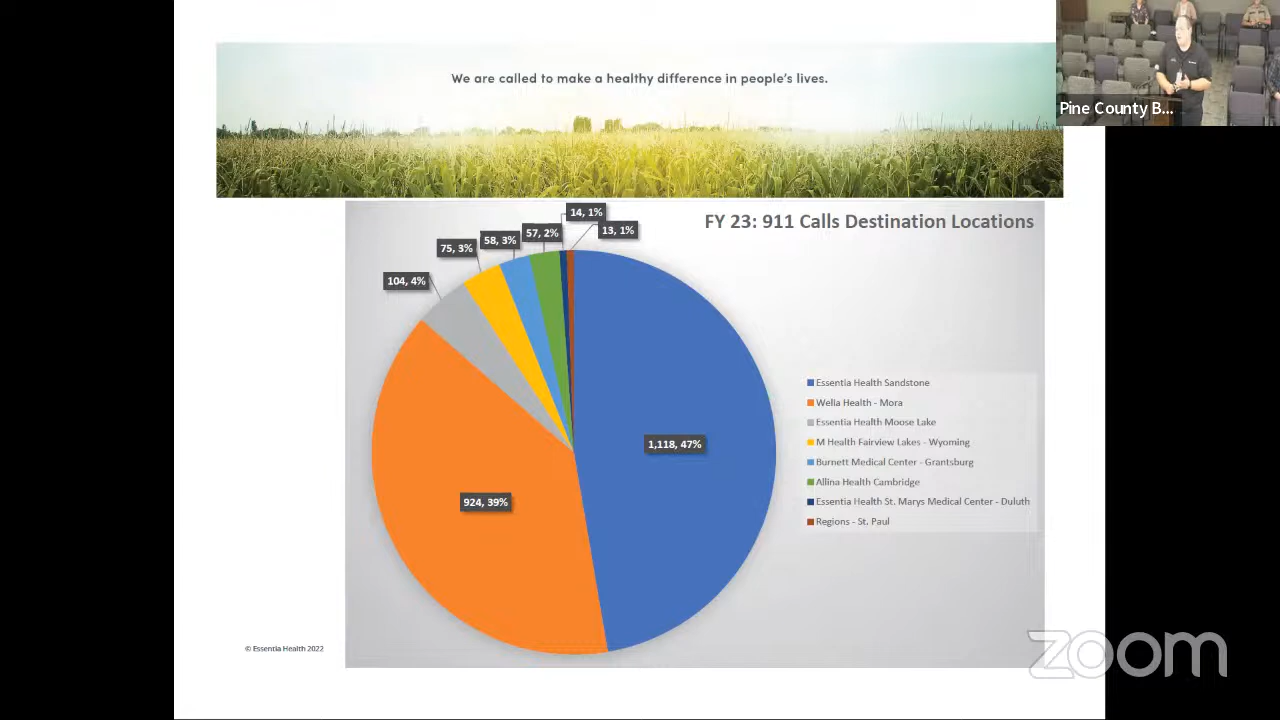 We are called to make a healthy difference in people's lives.
Pine County B...
FY 23: 911 Calls Destination Locations
14, 1%
13, 1%
57, 2%
58, 3%
75, 3%
104, 4%
1,118, 47%
924, 39%
Essentia Health Sandstone
Welia Health - Mora
Essentia Health Moose Lake
M Health Fairview Lakes - Wyoming
Burnett Medical Center - Grantsburg
Allina Health Cambridge
Essentia Health St. Marys Medical Center - Duluth
Regions - St. Paul
© Essentia Health 2022
zoom